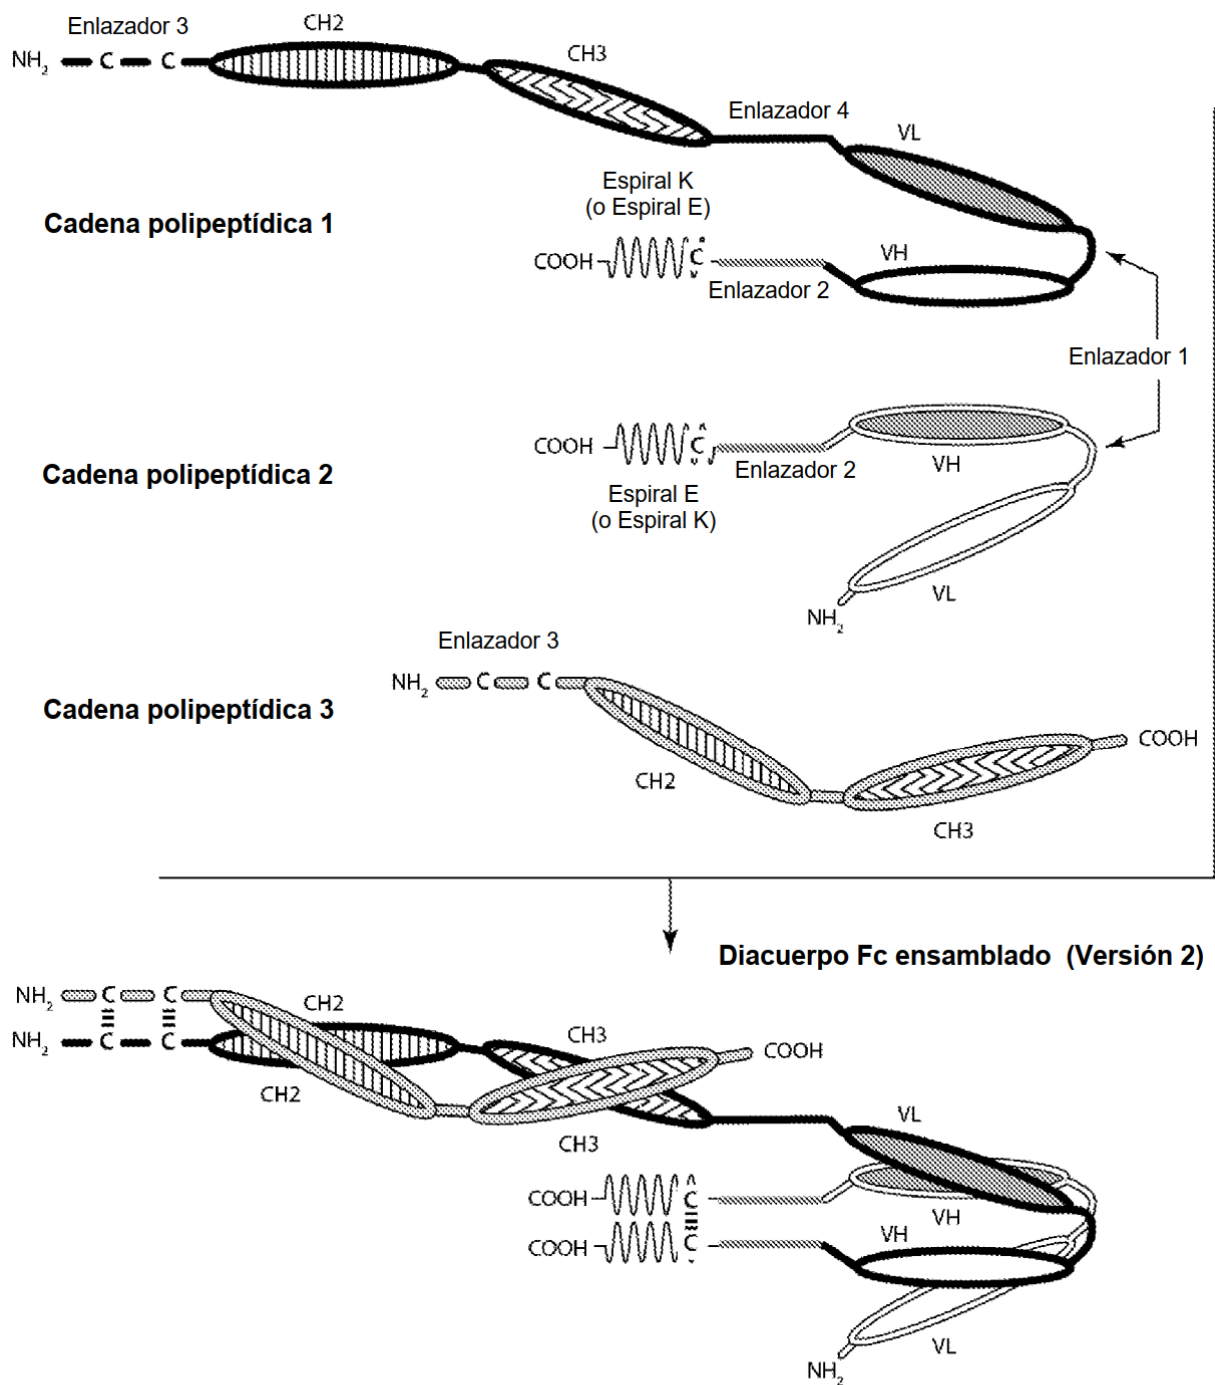 Enlazador 3
CH2
NH2 C C
CH3
Enlazador 4
VL
Espiral K
(o Espiral E)
Cadena polipeptídica 1
COOH C
VH
Enlazador 2
Enlazador 1
COOH C
Enlazador 2
VH
Cadena polipeptídica 2
Espiral E
(o Espiral K)
VL
NH2
Enlazador 3
NH2 C C
Cadena polipeptídica 3
COOH
CH2
CH3
Diacuerpo Fc ensamblado (Versión 2)
NH2 C C
CH2
CH3
COOH
NH2 C C
CH2
CH3
VL
COOH C
VH
VH
COOH C
VL
NH2